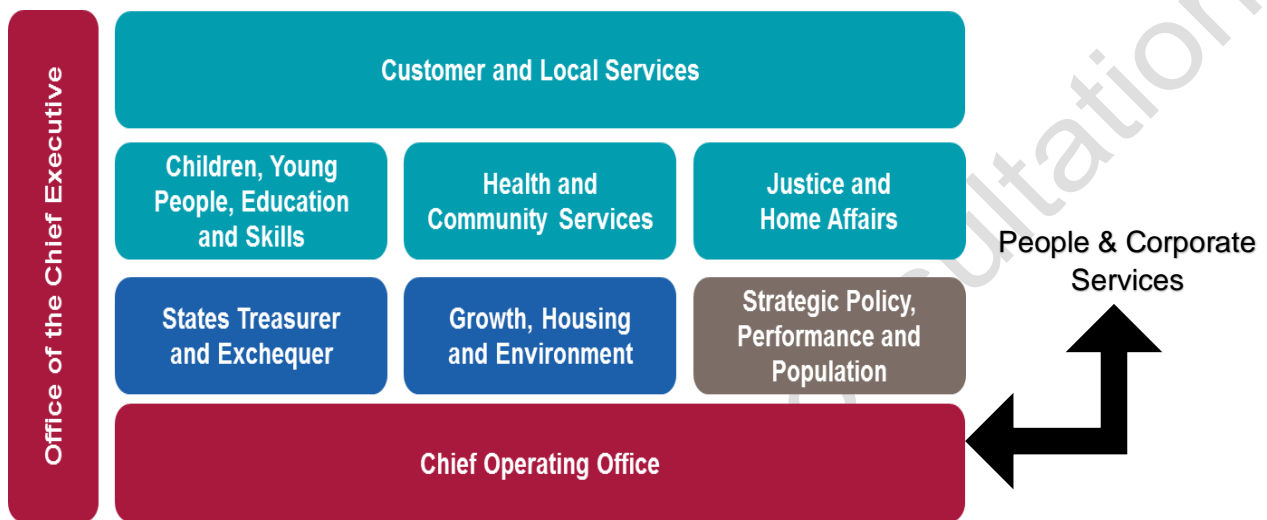 Office of the Chief Executive
Customer and Local Services
Children, Young
People, Education
and Skills
Health and
Community Services
Justice and
Home Affairs
States Treasurer
and Exchequer
Growth, Housing
and Environment
Strategic Policy,
Performance and
Population
Chief Operating Office
People & Corporate
Services